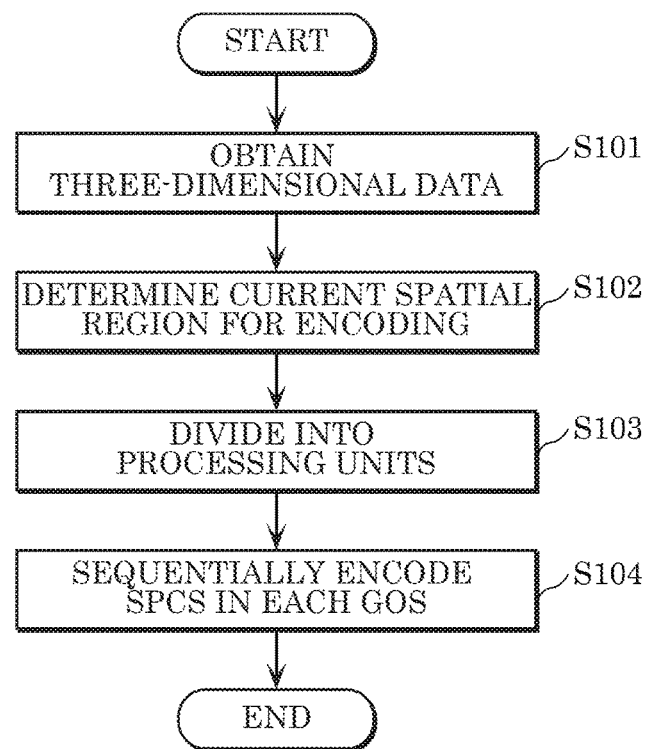 START
OBTAIN
THREE-DIMENSIONAL DATA
S101
DETERMINE CURRENT SPATIAL
REGION FOR ENCODING
S102
DIVIDE INTO
PROCESSING UNITS
S103
SEQUENTIALLY ENCODE
SPCS IN EACH GOS
S104
END